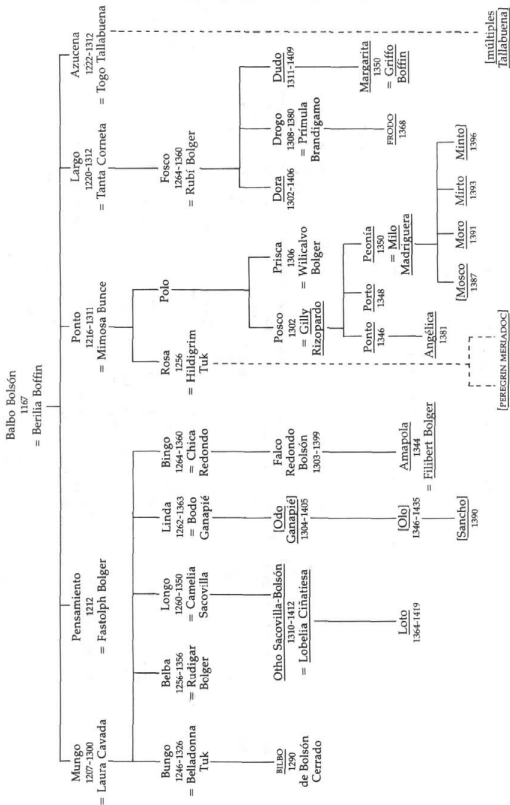 Balbo Bolsón
1167
= Berilia Boffin
Mungo
1207-1300
= Laura Cavada
Pensamiento
1212
= Fastolph Bolger
Ponto
1216-1311
= Mimosa Bunce
Largo
1220-1312
= Tanta Corneta
Azucena
1222-1312
= Togo Tallabuena
Bungo
1246-1326
= Belladonna
Tuk
Belba
1256-1356
= Rudigar
Bolger
Longo
1260-1350
= Camelia
Sacovilla
Linda
1262-1363
= Bodo
Ganapié
Bingo
1264-1360
= Chica
Redondo
Rosa
1256
= Hildigrim
Tuk
Polo
Fosco
1264-1360
= Rubí Bolger
BILBO
1290
de Bolsón
Cerrado
Otho Sacovilla-Bolsón
1310-1412
= Lobelia Ciñatiesa
[Odo
Ganapié]
1304-1405
Falco
Redondo
Bolsón
1303-1399
Posco
1302
= Gilly
Rizopardo
Prisca
1306
= Wilicalvo
Bolger
Dora
1302-1406
Drogo
1308-1380
= Prímula
Brandigamo
Dudo
1311-1409
Loto
1364-1419
[Olo]
1346-1435
Amapola
1344
= Filibert Bolger
Ponto
1346
Porto
1348
Peonía
1350
= Milo
Madriguera
FRODO
1368
Margarita
1350
= Griffo
Boffin
[Sancho]
1390
Angélica
1381
[Mosco
1387
Moro
1391
Mirto
1393
Minto]
1396
[PEREGRIN MERIADOC]
[múltiples
Tallabuena]